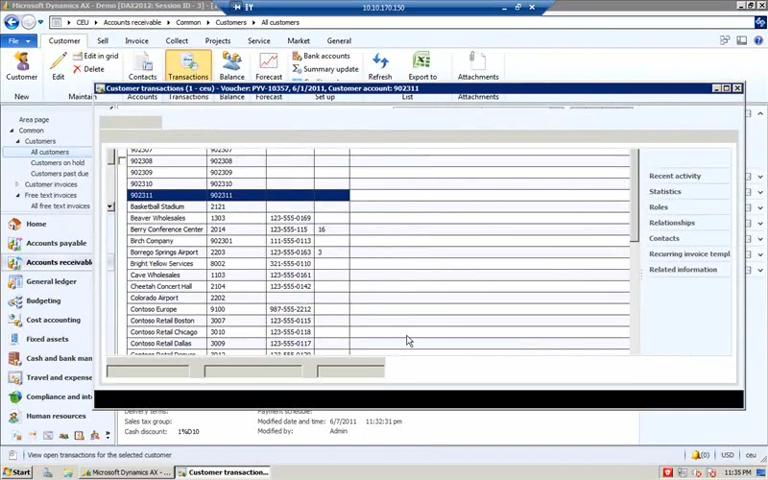 Microsoft Dynamics AX - Demo [DAX2012: Session ID - 3]
10.10.170.150
CEU
Accounts receivable
Common
Customers
All customers
File
Customer
Sell
Invoice
Collect
Projects
Service
Market
General
Customer
Edit
Edit in grid
Delete
Contacts
Transactions
Balance
Forecast
Bank accounts
Summary update
Refresh
Export to
Attachments
New
Maintain
Accounts
Transactions
Balance
Forecast
Set up
List
Attachments
Customer transactions (1 - ceu) - Voucher: PYV-10357, 6/1/2011, Customer account: 902311
Area page
Common
Customers
All customers
Customers on hold
Customers past due
Customer invoices
Free text invoices
All free text invoices
Home
Accounts payable
Accounts receivable
General ledger
Budgeting
Cost accounting
Fixed assets
Cash and bank
Travel and expense
Compliance and
Human resources
902307 902307
902308 902308
902309 902309
902310 902310
902311 902311
Basketball Stadium 2121
Beaver Wholesales 1303 123-555-0169
Berry Conference Center 2014 123-555-115 16
Birch Company 902301 111-555-0113
Borrego Springs Airport 2203 123-555-0163 3
Bright Yellow Services 8002 321-555-0110
Cave Wholesales 1103 123-555-0161
Cheetah Concert Hall 2104 123-555-0142
Colorado Airport 2202
Contoso Europe 9100 987-555-2212
Contoso Retail Boston 3007 123-555-0115
Contoso Retail Chicago 3010 123-555-0118
Contoso Retail Dallas 3009 123-555-0117
Contoso Retail
Recent activity
Statistics
Roles
Relationships
Contacts
Recurring invoice templ
Related information
Delivery terms:
Sales tax group:
Cash discount: 1%D10
Payment schedule:
Modified date and time: 6/7/2011 11:32:31 pm
Modified by: Admin
View open transactions for the selected customer
(0)
USD
ceu
Start
Microsoft Dynamics AX - ...
Customer transaction...
11:35 PM